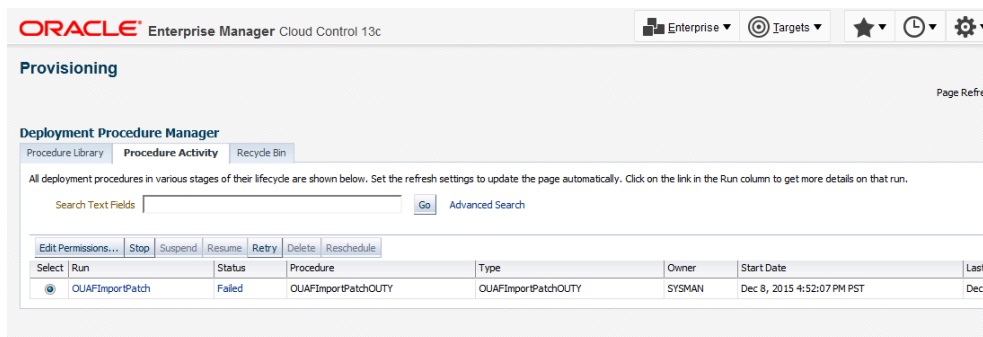 ORACLE Enterprise Manager Cloud Control 13c Enterprise Targets
Provisioning
Page Refre
Deployment Procedure Manager
Procedure Library Procedure Activity Recycle Bin
All deployment procedures in various stages of their lifecycle are shown below. Set the refresh settings to update the page automatically. Click on the link in the Run column to get more details on that run.
Search Text Fields Go Advanced Search
Edit Permissions... Stop Suspend Resume Retry Delete Reschedule
Select Run Status Procedure Type Owner Start Date Last
OUAFImportPatch Failed OUAFImportPatchOUTY OUAFImportPatchOUTY SYSMAN Dec 8, 2015 4:52:07 PM PST Dec